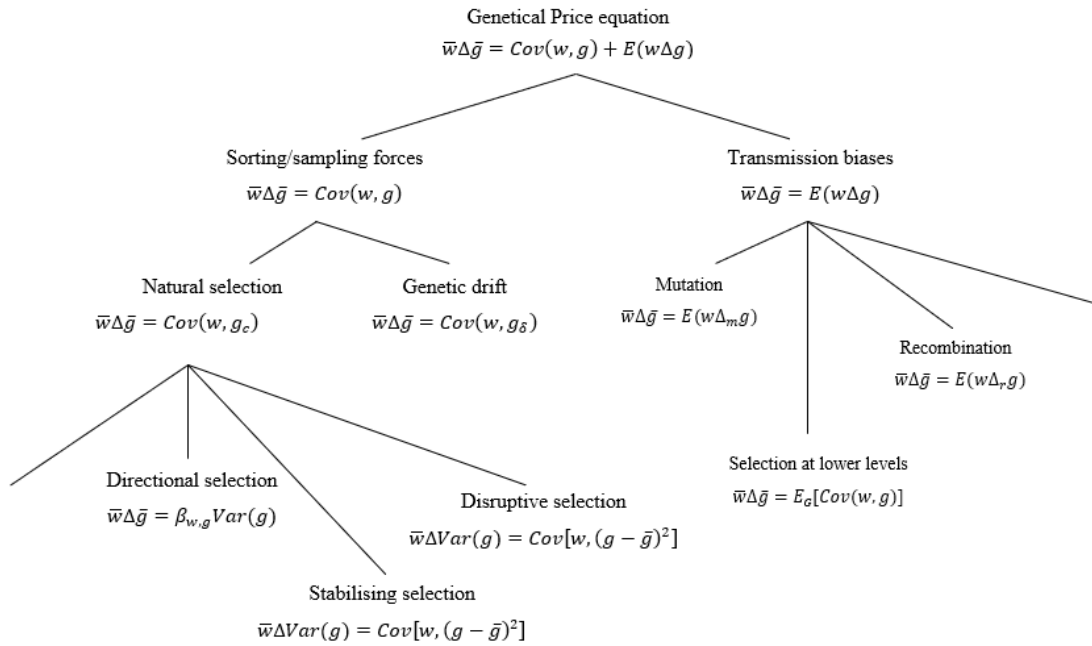 Genetical Price equation
w̄Δḡ = Cov(w, g) + E(wΔg)
Sorting/sampling forces
w̄Δḡ = Cov(w, g)
Transmission biases
w̄Δḡ = E(wΔg)
Natural selection
w̄Δḡ = Cov(w, g_c)
Genetic drift
w̄Δḡ = Cov(w, g_δ)
Mutation
w̄Δḡ = E(wΔ_m g)
Recombination
w̄Δḡ = E(wΔ_r g)
Directional selection
w̄Δḡ = β_{w,g}Var(g)
Disruptive selection
w̄ΔVar(g) = Cov[w, (g − ḡ)²]
Selection at lower levels
w̄Δḡ = E_G[Cov(w, g)]
Stabilising selection
w̄ΔVar(g) = Cov[w, (g − ḡ)²]